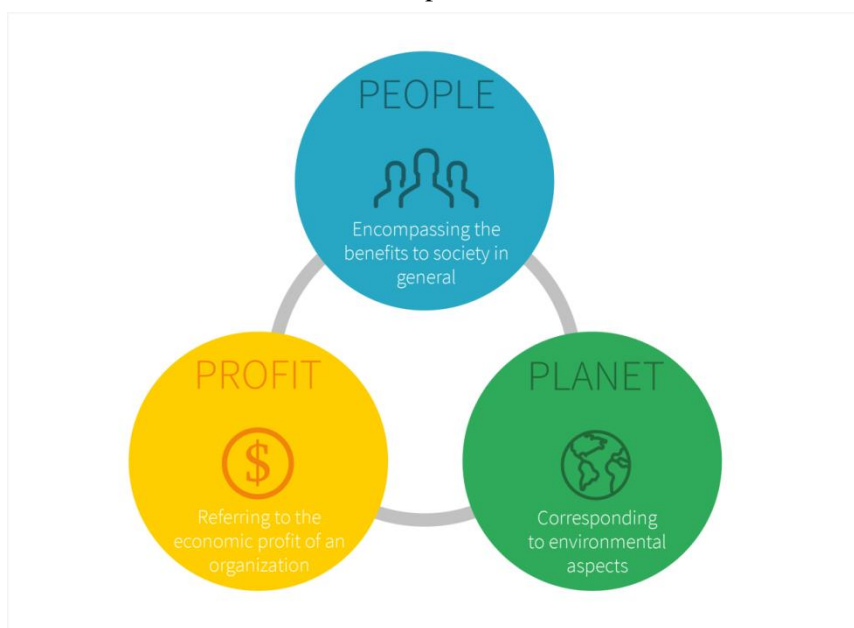 PEOPLE
Encompassing the
benefits to society in
general
PROFIT
$
Referring to the
economic profit of an
organization
PLANET
Corresponding
to environmental
aspects